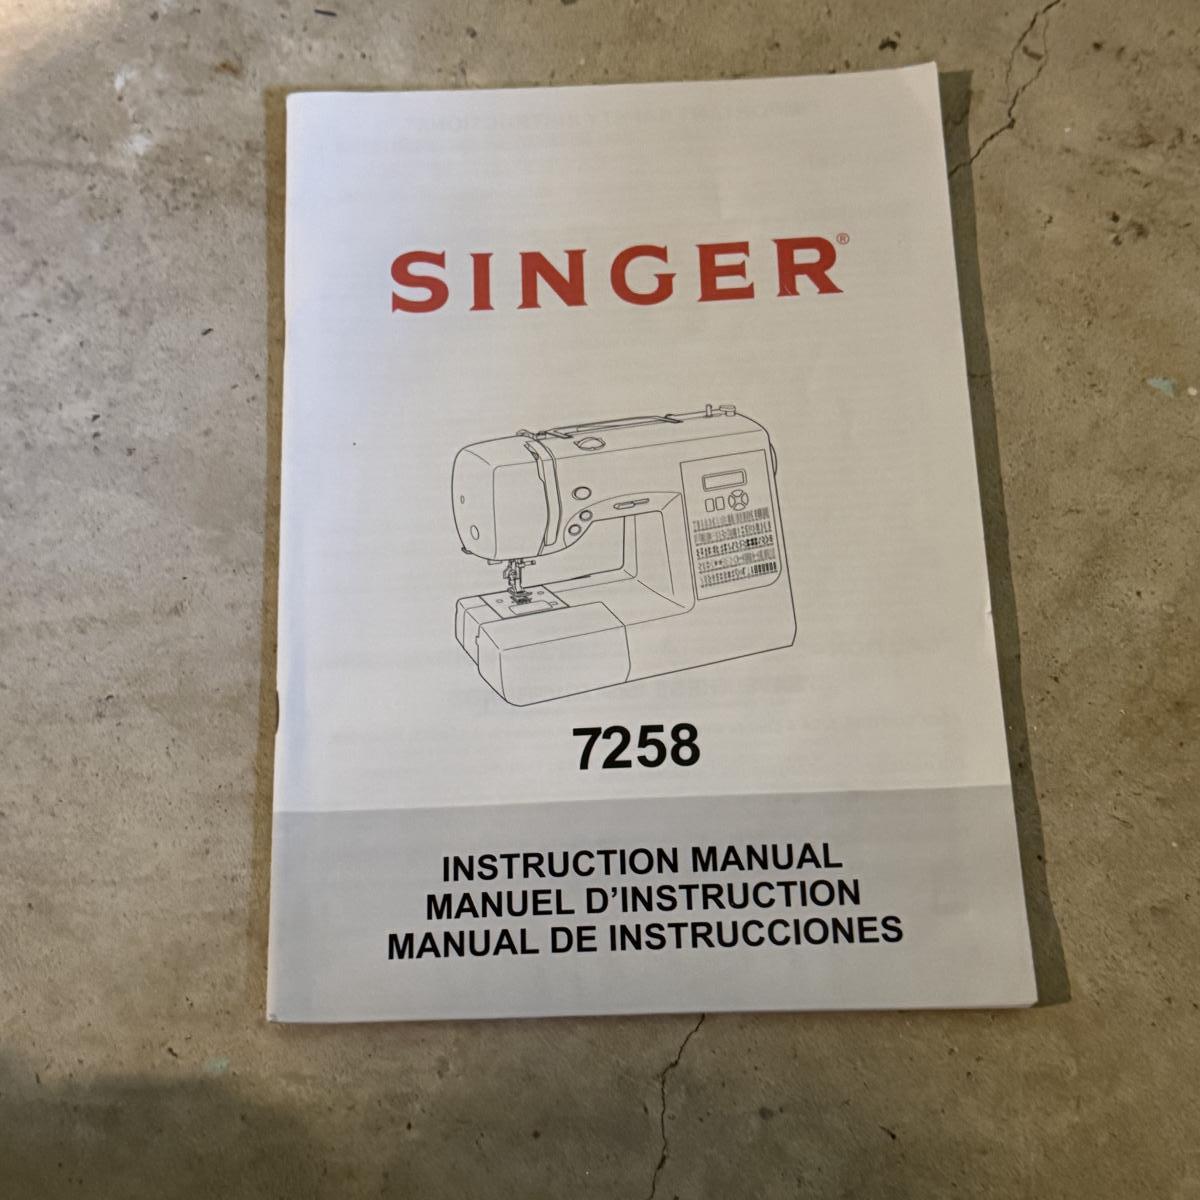 SINGER®
7258
INSTRUCTION MANUAL
MANUEL D’INSTRUCTION
MANUAL DE INSTRUCCIONES